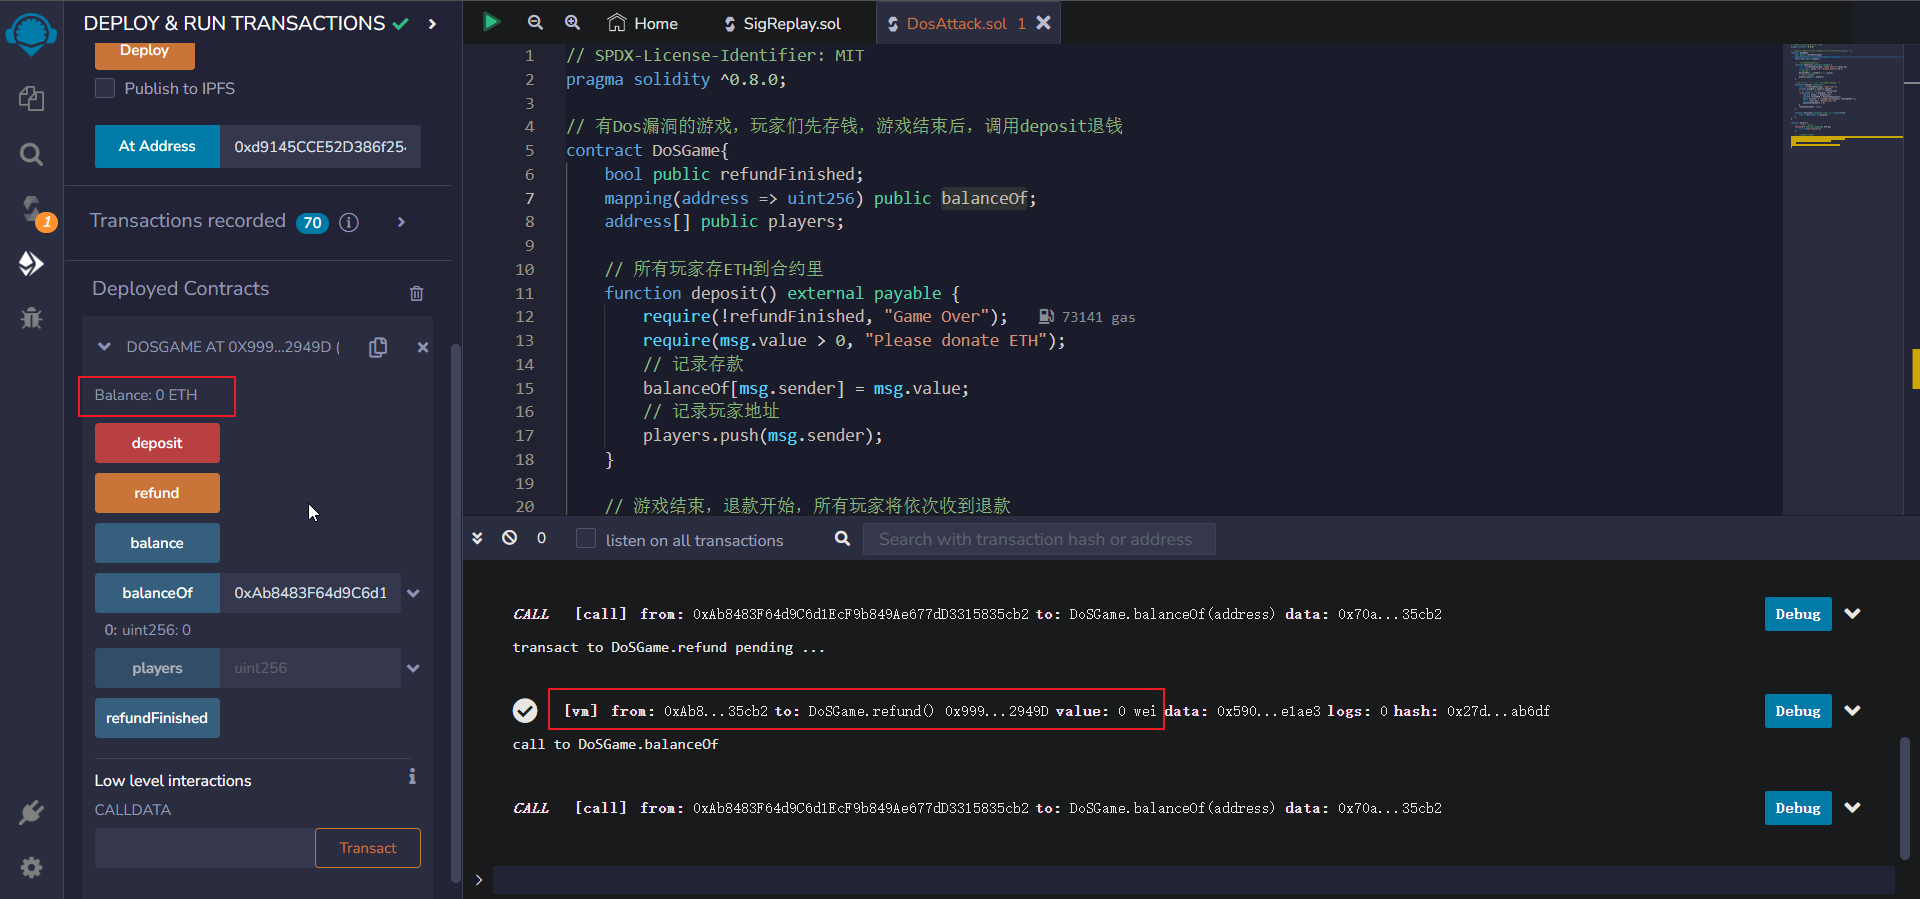 DEPLOY & RUN TRANSACTIONS
Deploy
Publish to IPFS
At Address 0xd9145CCE52D386f25
Transactions recorded 70
1
Deployed Contracts
DOSGAME AT 0X999...2949D (
Balance: 0 ETH
deposit
refund
balance
balanceOf 0xAb8483F64d9C6d1
0: uint256: 0
players uint256
refundFinished
Low level interactions
CALLDATA
Transact
Home SigReplay.sol DosAttack.sol 1
1 // SPDX-License-Identifier: MIT
2 pragma solidity ^0.8.0;
3
4 // 有Dos漏洞的游戏，玩家们先存钱，游戏结束后，调用deposit退钱
5 contract DoSGame{
6 bool public refundFinished;
7 mapping(address => uint256) public balanceOf;
8 address[] public players;
9
10 // 所有玩家存ETH到合约里
11 function deposit() external payable {
12 require(!refundFinished, "Game Over"); 73141 gas
13 require(msg.value > 0, "Please donate ETH");
14 // 记录存款
15 balanceOf[msg.sender] = msg.value;
16 // 记录玩家地址
17 players.push(msg.sender);
18 }
19
20 // 游戏结束，退款开始，所有玩家将依次收到退款
0 listen on all transactions Search with transaction hash or address
CALL [call] from: 0xAb8483F64d9C6d1EcF9b849Ae677dD3315835cb2 to: DoSGame.balanceOf(address) data: 0x70a...35cb2 Debug
transact to DoSGame.refund pending ...
[vm] from: 0xAb8...35cb2 to: DoSGame.refund() 0x999...2949D value: 0 wei data: 0x590...e1ae3 logs: 0 hash: 0x27d...ab6df Debug
call to DoSGame.balanceOf
CALL [call] from: 0xAb8483F64d9C6d1EcF9b849Ae677dD3315835cb2 to: DoSGame.balanceOf(address) data: 0x70a...35cb2 Debug
>